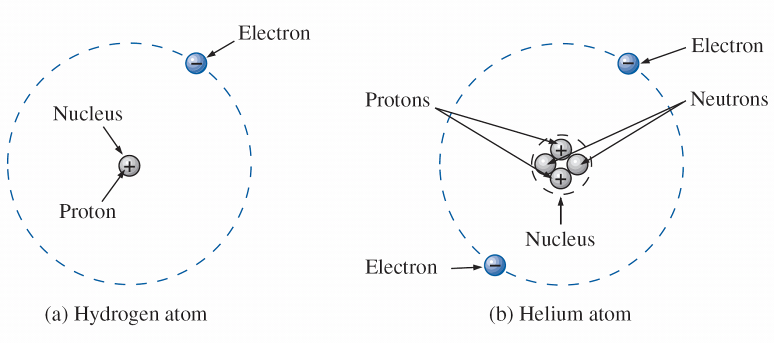 Electron
Nucleus
+
−
Proton
(a) Hydrogen atom
Electron
−
Protons
Neutrons
+
+
Nucleus
Electron
−
(b) Helium atom